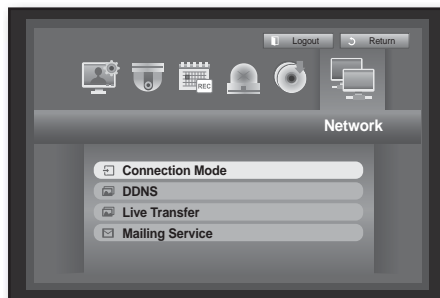 Logout
Return
REC
Network
Connection Mode
DDNS
Live Transfer
Mailing Service